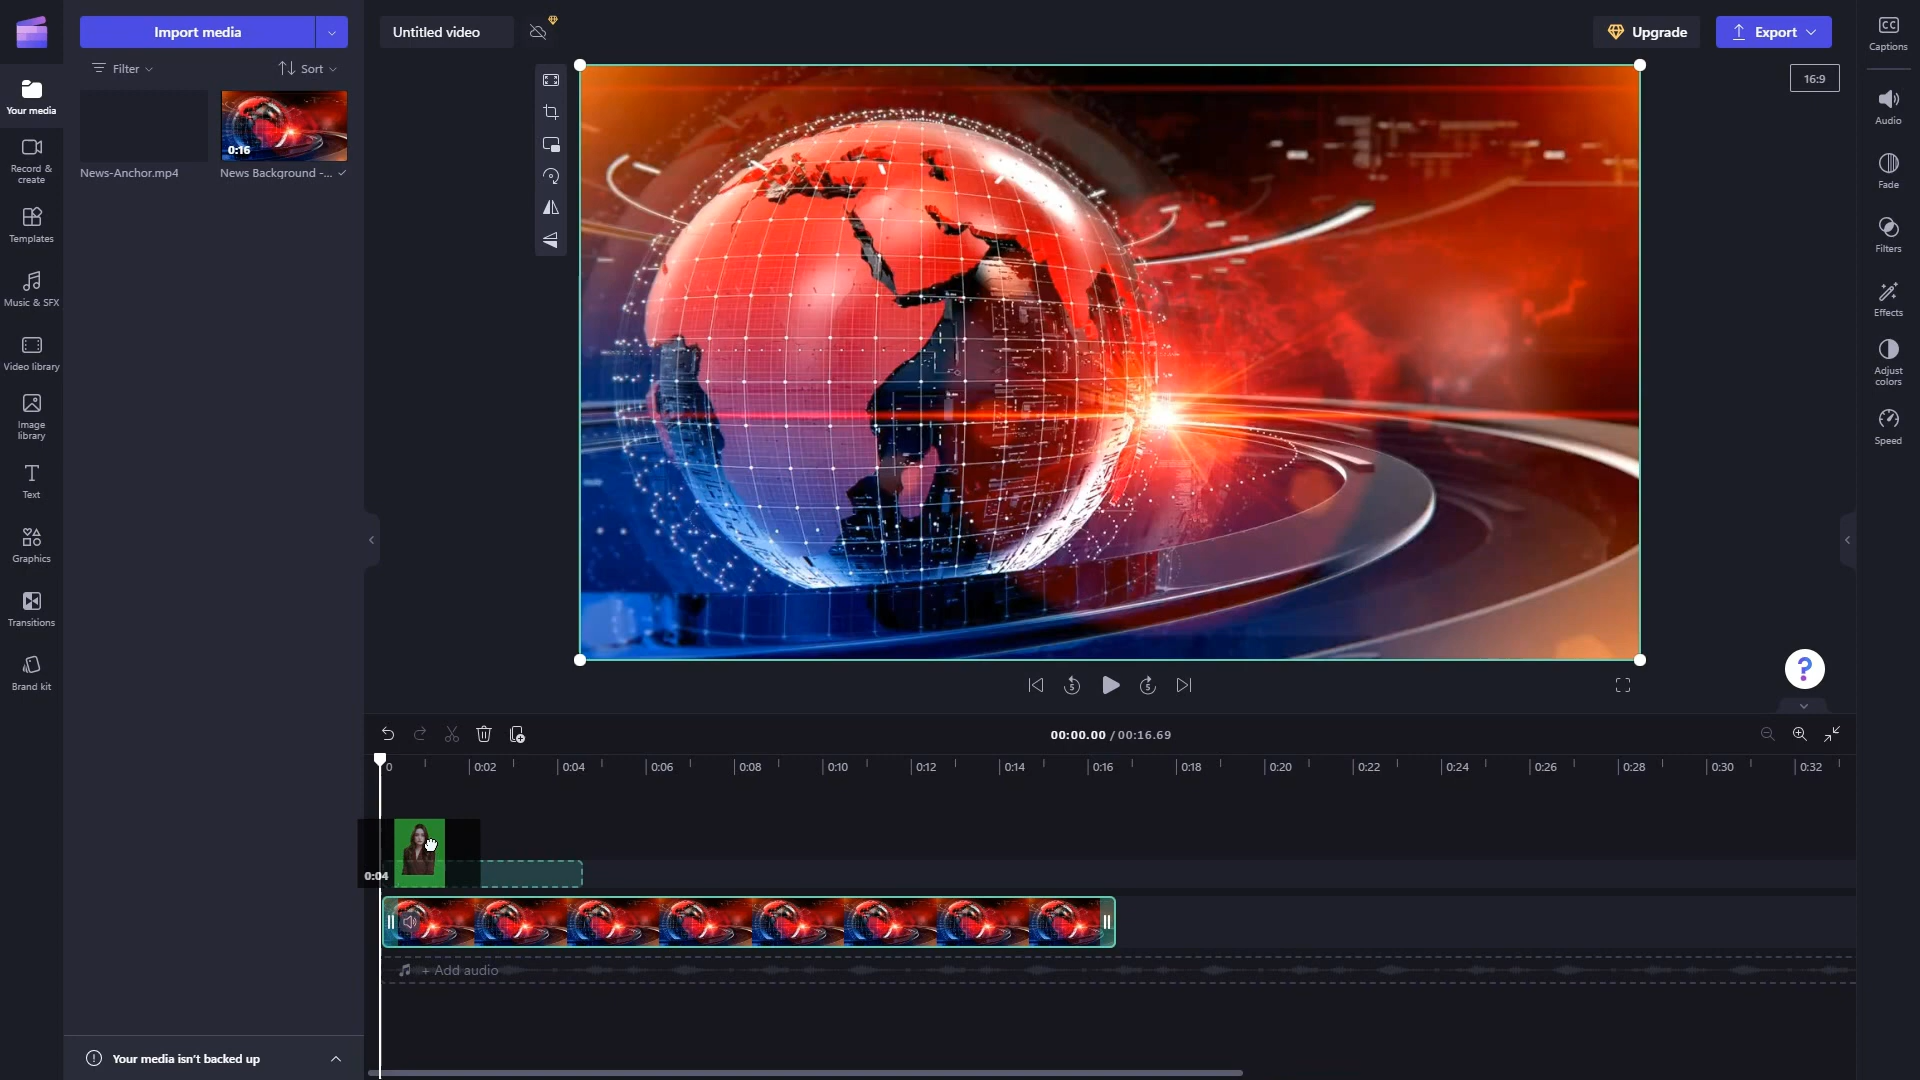 Import media
Untitled video
Upgrade
Export
CC
Captions
Filter
Sort
16:9
Your media
0:16
News-Anchor.mp4
News Background -...
Record &
create
Templates
Music & SFX
Video library
Image
library
Text
Graphics
Transitions
Brand kit
Audio
Fade
Filters
Effects
Adjust
colors
Speed
5
5
?
00:00.00 / 00:16.69
0
0:02
0:04
0:06
0:08
0:10
0:12
0:14
0:16
0:18
0:20
0:22
0:24
0:26
0:28
0:30
0:32
0:04
+ Add audio
Your media isn't backed up